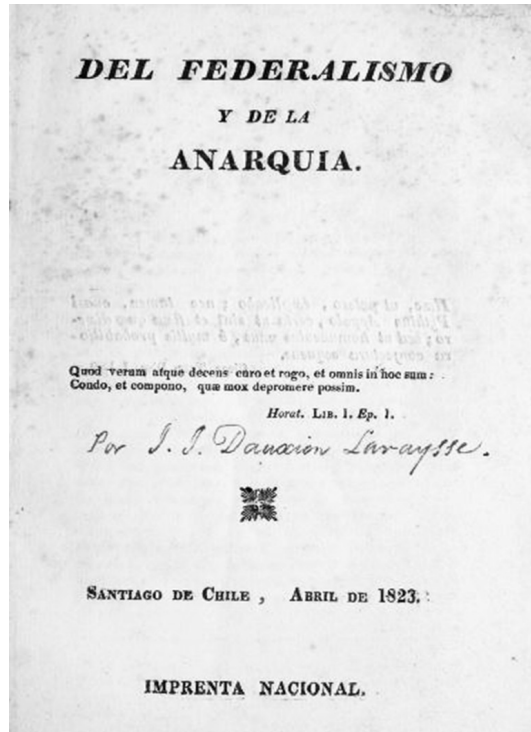 DEL FEDERALISMO
Y DE LA
ANARQUIA.
Quod verum atque decens curo et rogo, et omnis in hoc sum:
Condo, et compono, quæ mox depromere possim.
Horat. LIB. 1. Ep. 1.
Por J. J. Dauxion Lavaysse.
SANTIAGO DE CHILE, ABRIL DE 1823.
IMPRENTA NACIONAL.